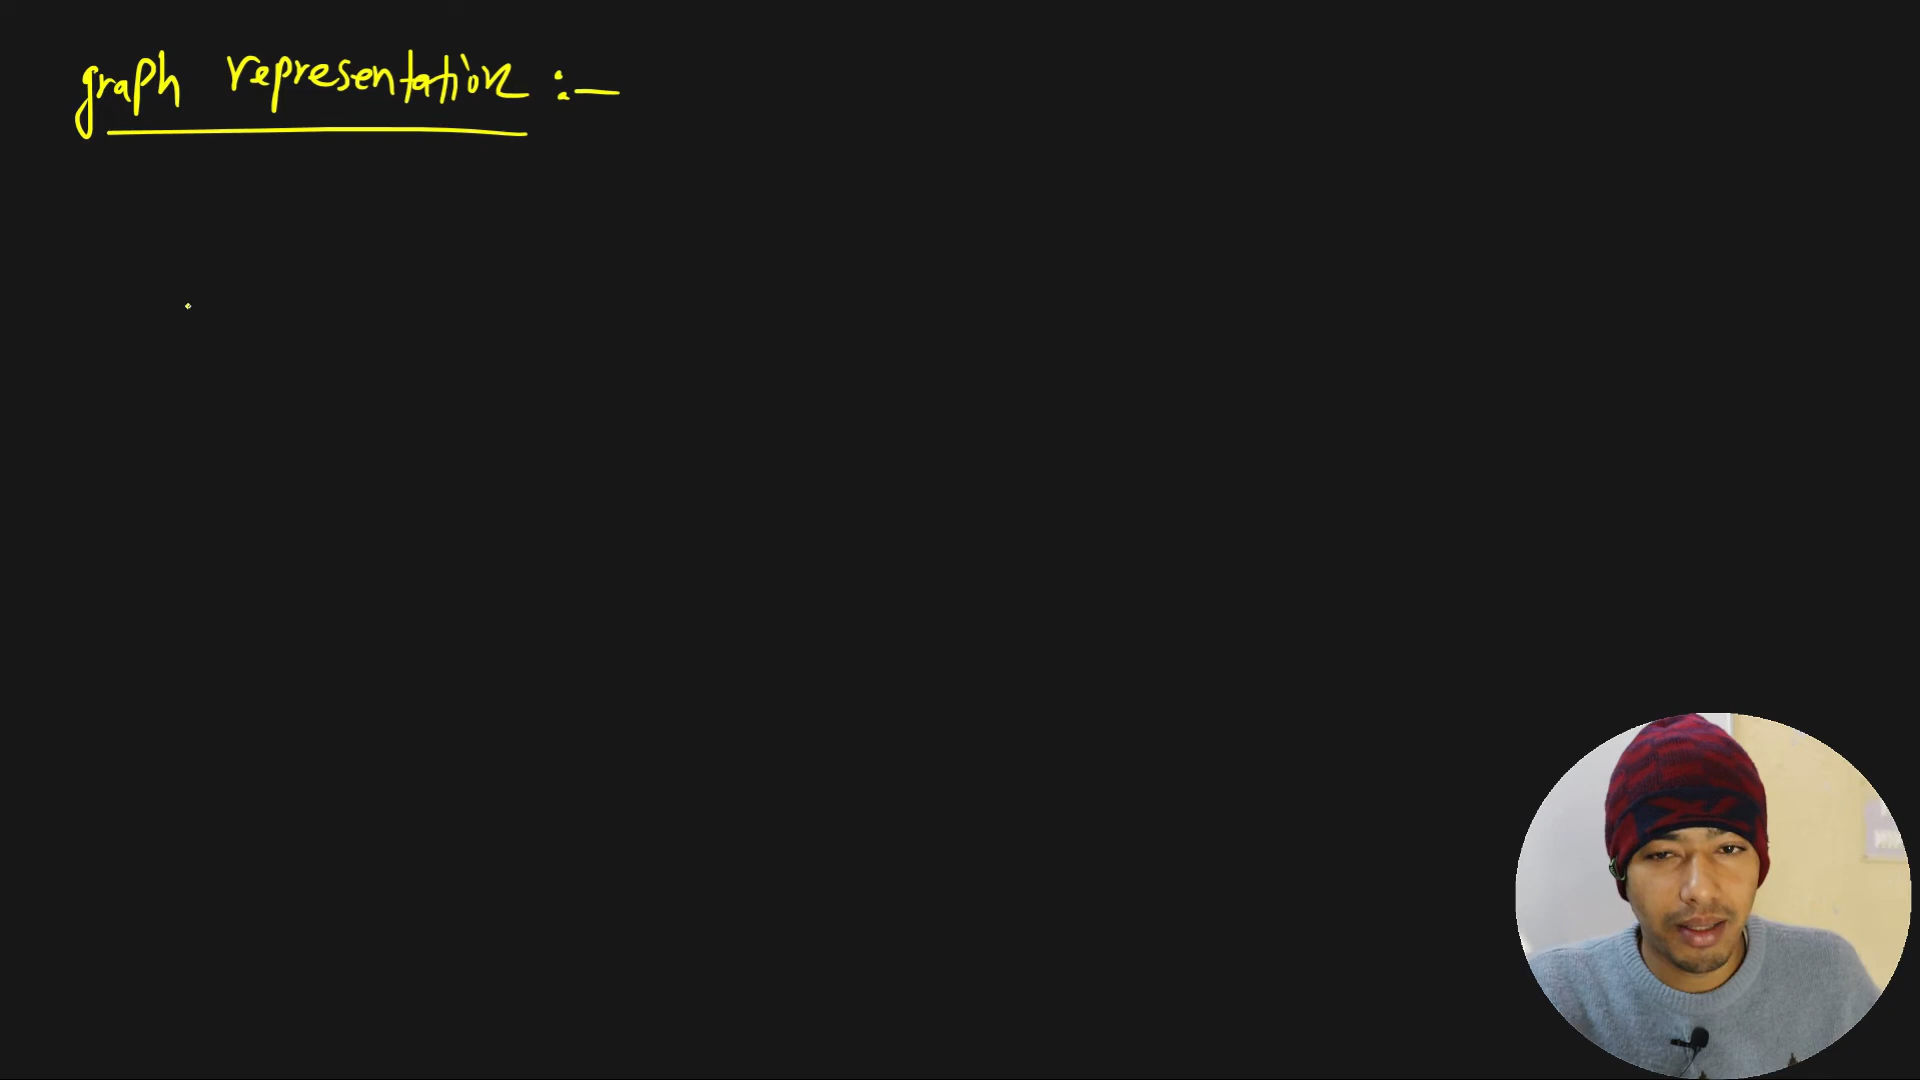 graph representation :—